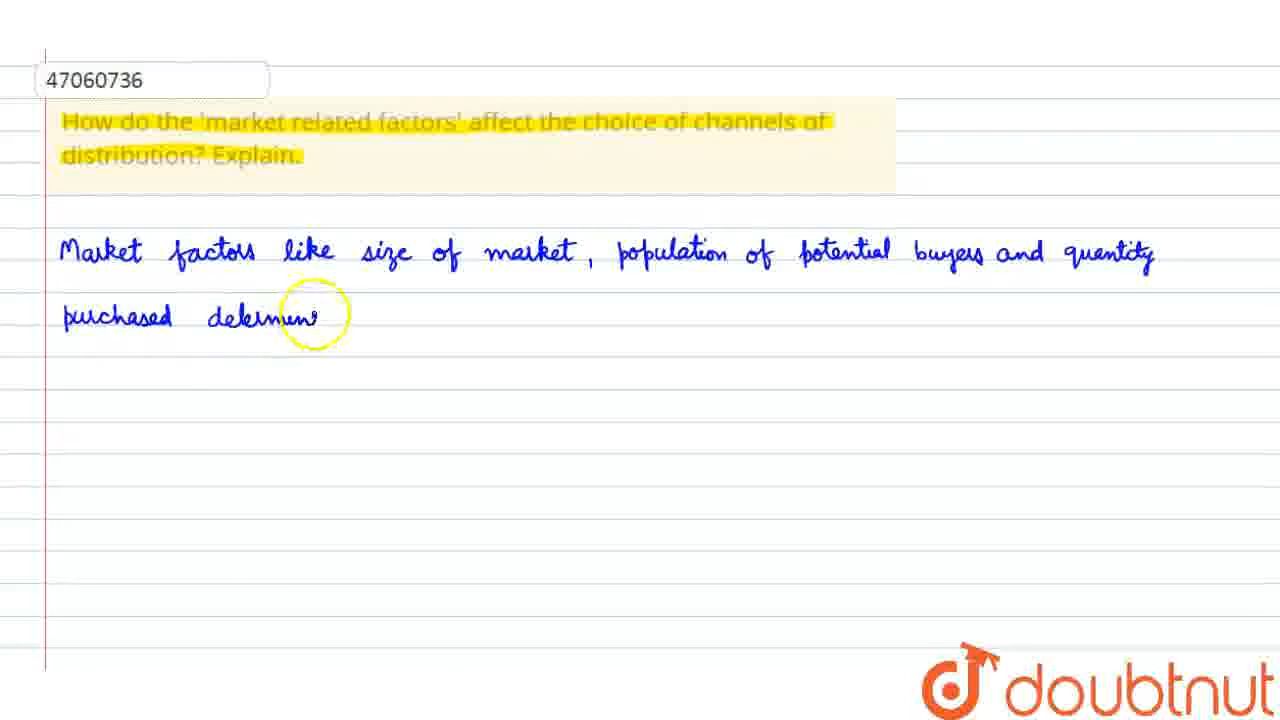 47060736
How do the 'market related factors' affect the choice of channels of
distribution? Explain.
Market factors like size of market, population of potential buyers and quantity
purchased determin
doubtnut